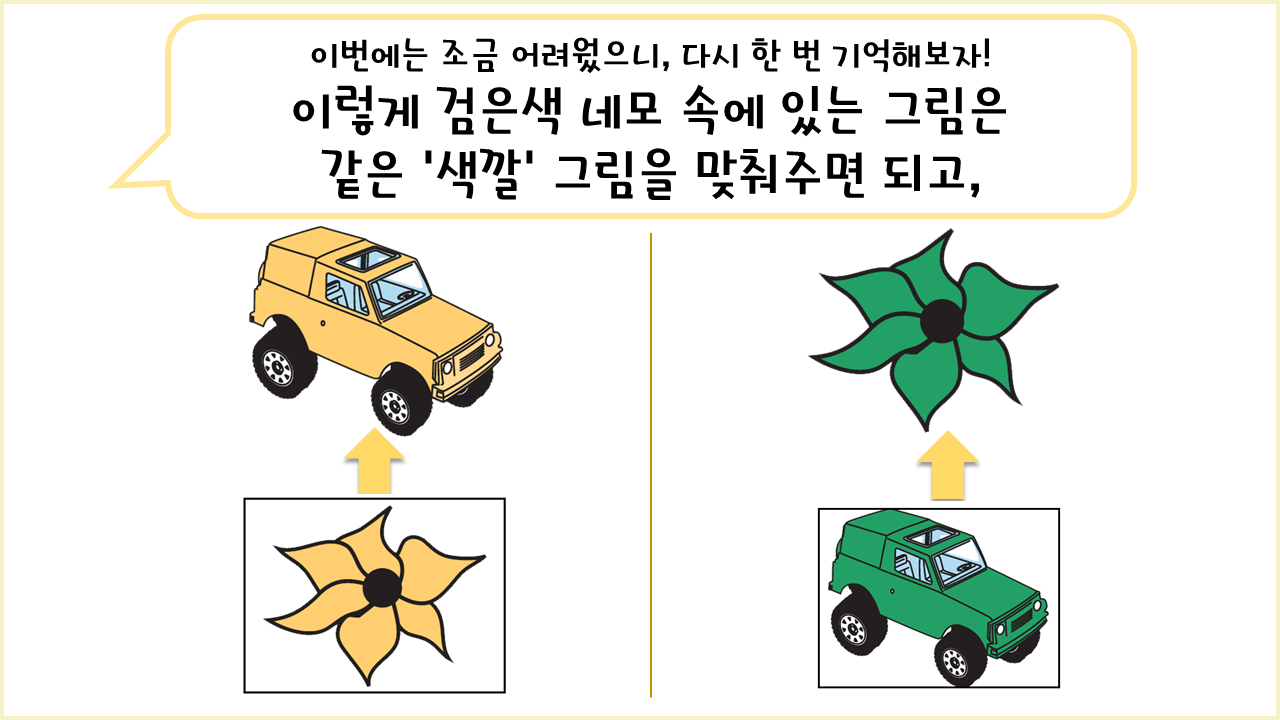 이번에는 조금 어려웠으니, 다시 한 번 기억해보자!
이렇게 검은색 네모 속에 있는 그림은
같은 '색깔' 그림을 맞춰주면 되고,